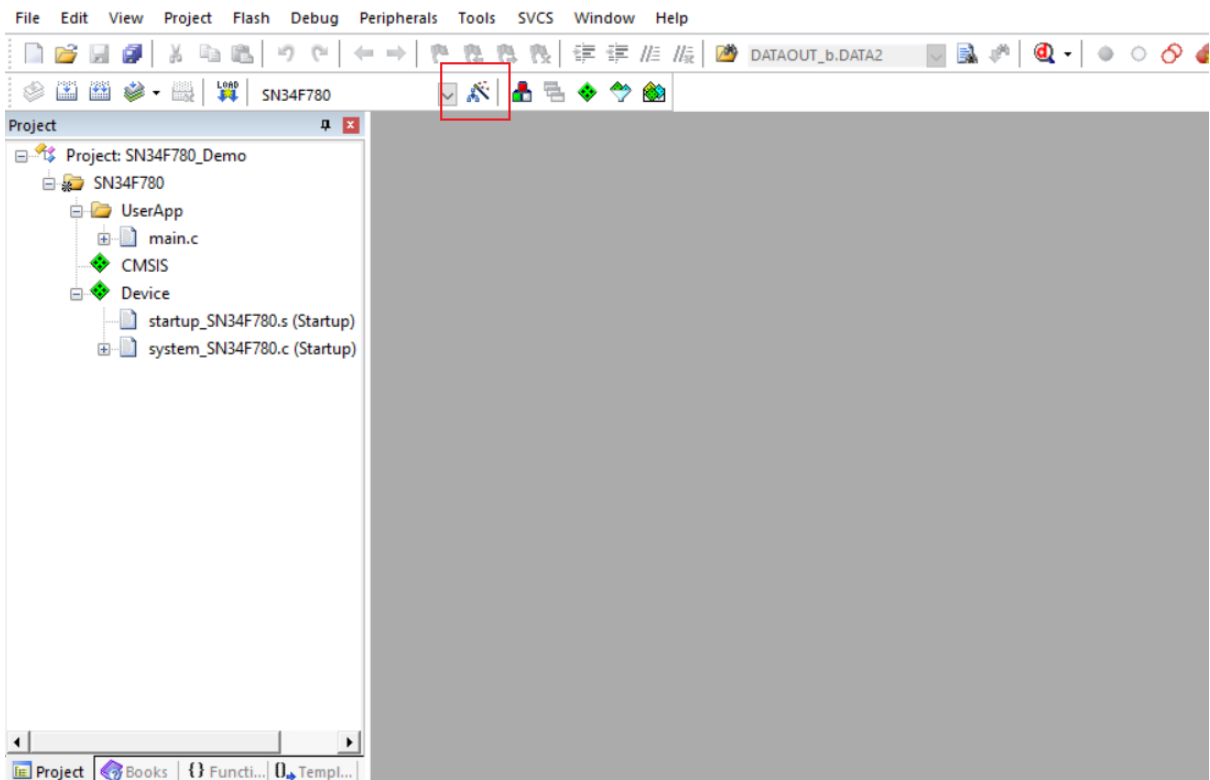 File Edit View Project Flash Debug Peripherals Tools SVCS Window Help
DATAOUT_b.DATA2
LOAD SN34F780
Project
Project: SN34F780_Demo
SN34F780
UserApp
main.c
CMSIS
Device
startup_SN34F780.s (Startup)
system_SN34F780.c (Startup)
Project Books {} Functi... 0 Templ...